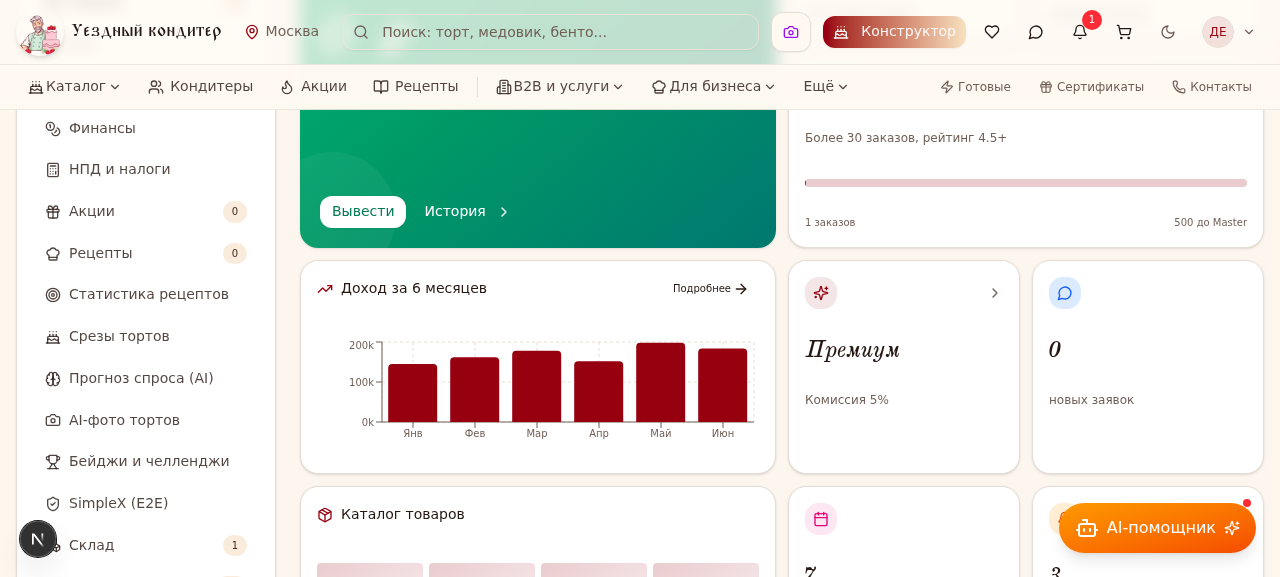 Уездный кондитер
Москва
Поиск: торт, медовик, бенто...
Конструктор
1
ДЕ
Каталог
Кондитеры
Акции
Рецепты
B2B и услуги
Для бизнеса
Ещё
Готовые
Сертификаты
Контакты
Финансы
НПД и налоги
Акции 0
Рецепты 0
Статистика рецептов
Срезы тортов
Прогноз спроса (AI)
AI-фото тортов
Бейджи и челленджи
SimpleX (E2E)
Склад 1
N
Вывести
История
Более 30 заказов, рейтинг 4.5+
1 заказов
500 до Master
Доход за 6 месяцев
Подробнее
200k
100k
0k
Янв Фев Мар Апр Май Июн
Премиум
Комиссия 5%
0
новых заявок
Каталог товаров
7
3
AI-помощник